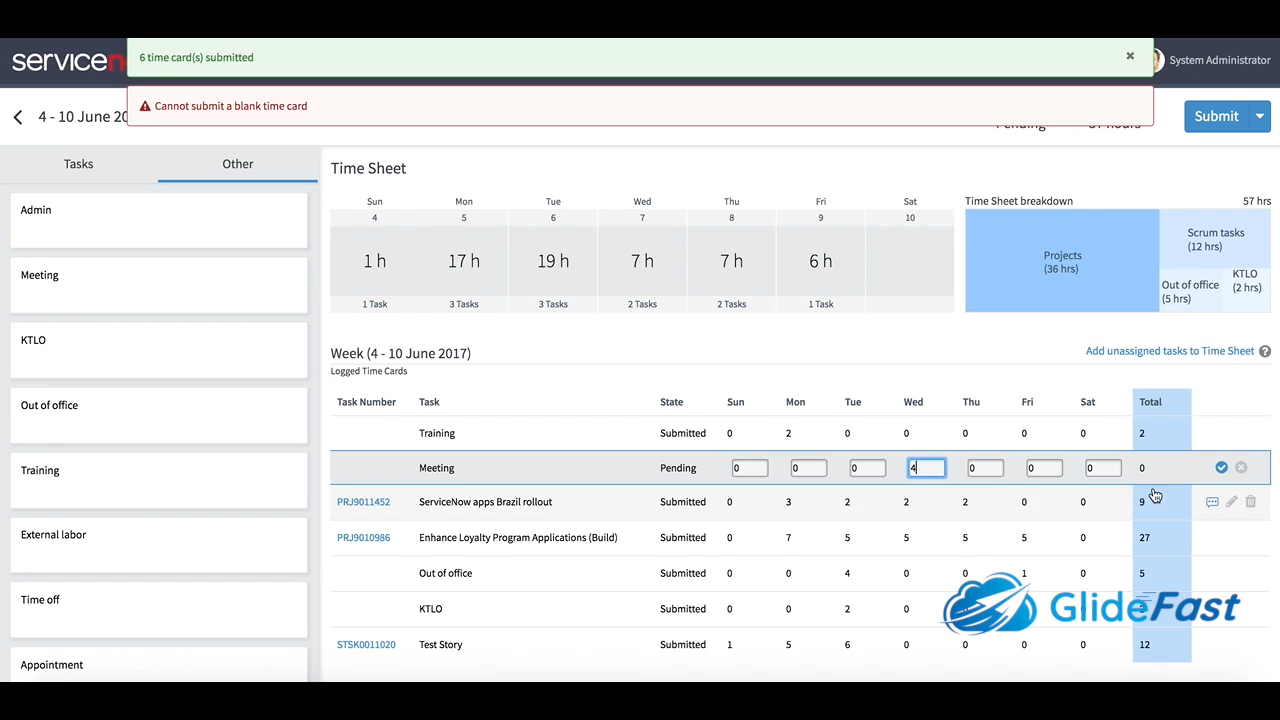 servicen
6 time card(s) submitted
System Administrator
Cannot submit a blank time card
4 - 10 June 20
Submit
Tasks Other
Admin
Meeting
KTLO
Out of office
Training
External labor
Time off
Appointment
Time Sheet
Sun Mon Tue Wed Thu Fri Sat
4 5 6 7 8 9 10
1 h 17 h 19 h 7 h 7 h 6 h
1 Task 3 Tasks 3 Tasks 2 Tasks 2 Tasks 1 Task
Time Sheet breakdown 57 hrs
Projects
(36 hrs)
Scrum tasks
(12 hrs)
Out of office
(5 hrs)
KTLO
(2 hrs)
Week (4 - 10 June 2017)
Add unassigned tasks to Time Sheet ?
Logged Time Cards
Task Number Task State Sun Mon Tue Wed Thu Fri Sat Total
Training Submitted 0 2 0 0 0 0 0 2
Meeting Pending 0 0 0 4 0 0 0 0
PRJ9011452 ServiceNow apps Brazil rollout Submitted 0 3 2 2 2 0 0 9
PRJ9010986 Enhance Loyalty Program Applications (Build) Submitted 0 7 5 5 5 5 0 27
Out of office Submitted 0 0 4 0 0 1 0 5
KTLO Submitted 0 0 2 0
STSK0011020 Test Story Submitted 1 5 6 0 0 0 0 12
GlideFast